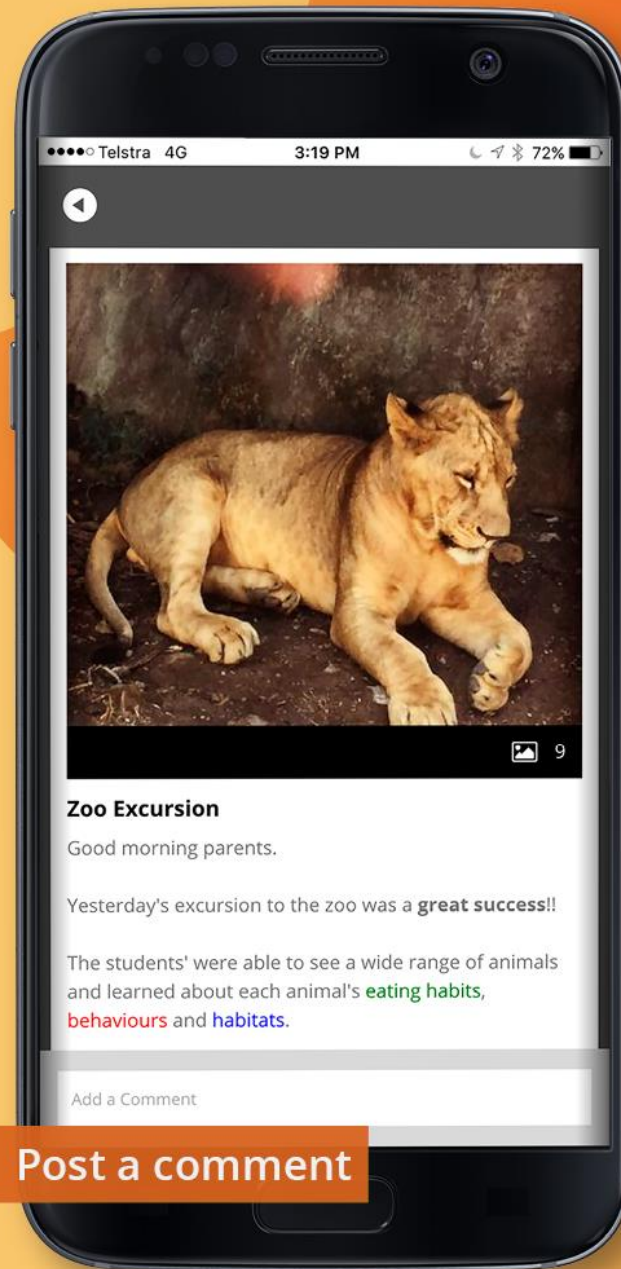 Telstra 4G 3:19 PM 72%
9
Zoo Excursion
Good morning parents.
Yesterday's excursion to the zoo was a great success!!
The students' were able to see a wide range of animals
and learned about each animal's eating habits,
behaviours and habitats.
Add a Comment
Post a comment